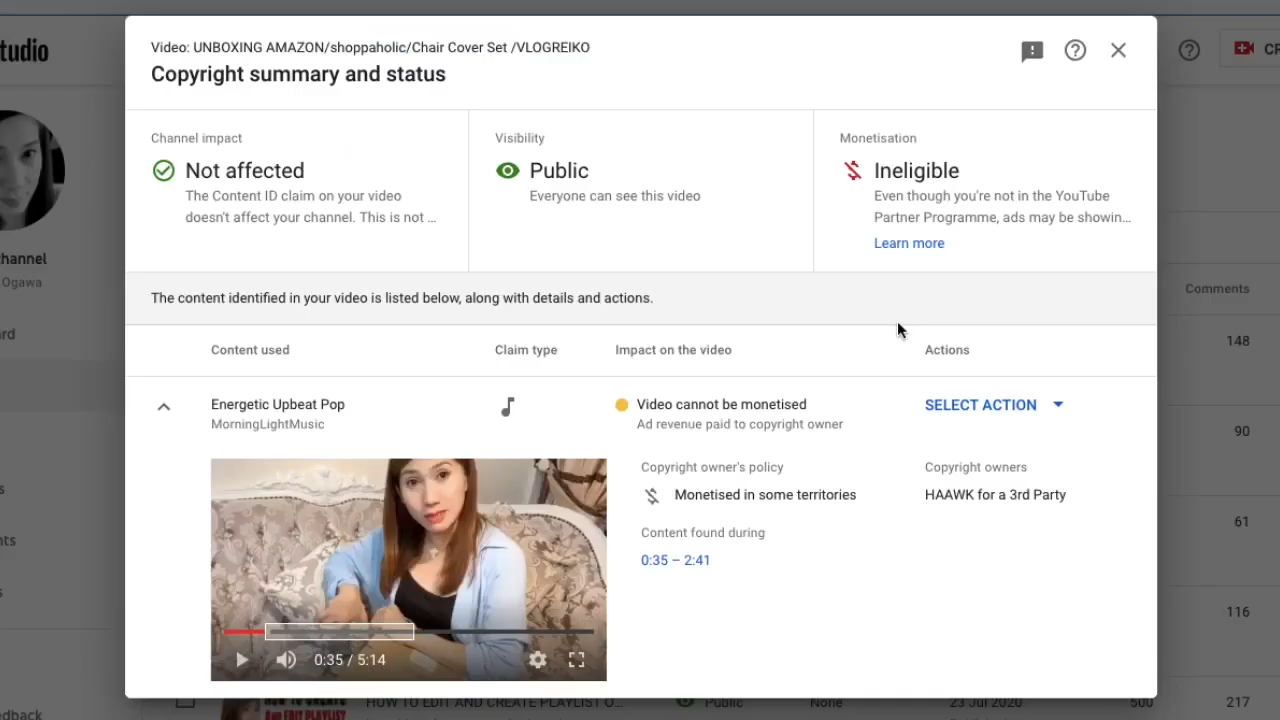 Video: UNBOXING AMAZON/shoppaholic/Chair Cover Set /VLOGREIKO
Copyright summary and status
tudio
CR
Channel impact
Not affected
The Content ID claim on your video
doesn't affect your channel. This is not ...
Visibility
Public
Everyone can see this video
Monetisation
Ineligible
Even though you're not in the YouTube
Partner Programme, ads may be showin...
Learn more
hannel
Ogawa
rd
s
nts
s
edback
The content identified in your video is listed below, along with details and actions.
Content used
Claim type
Impact on the video
Actions
Energetic Upbeat Pop
MorningLightMusic
Video cannot be monetised
Ad revenue paid to copyright owner
SELECT ACTION
Copyright owner's policy
Monetised in some territories
Copyright owners
HAAWK for a 3rd Party
Content found during
0:35 – 2:41
0:35 / 5:14
Comments
148
90
61
116
HOW TO EDIT AND CREATE PLAYLIST O...
Public
None
23 Jul 2020
500
217